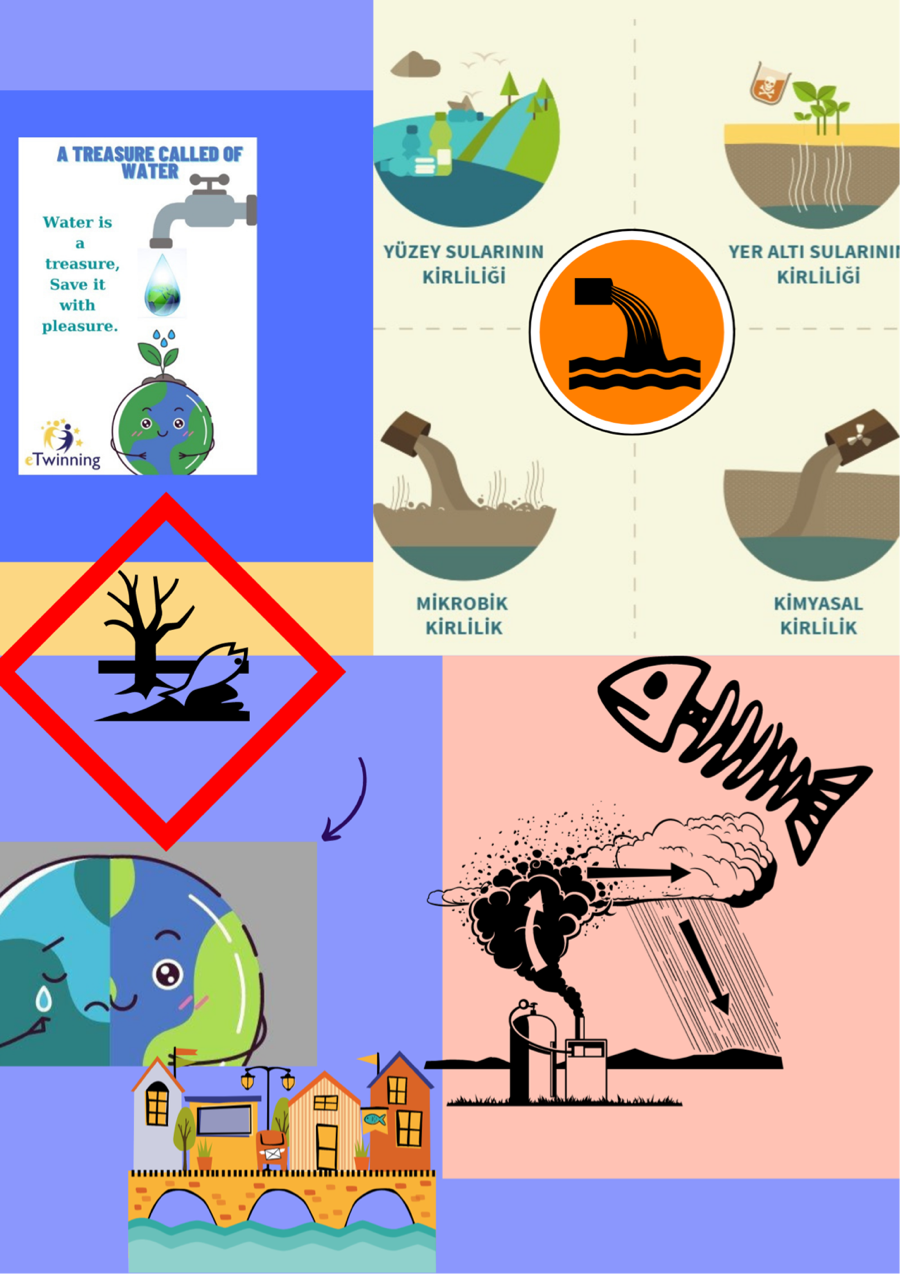 A TREASURE CALLED OF
WATER
Water is
a
treasure,
Save it
with
pleasure.
eTwinning
YÜZEY SULARININ
KİRLİLİĞİ
YER ALTI SULARININ
KİRLİLİĞİ
MİKROBİK
KİRLİLİK
KİMYASAL
KİRLİLİK